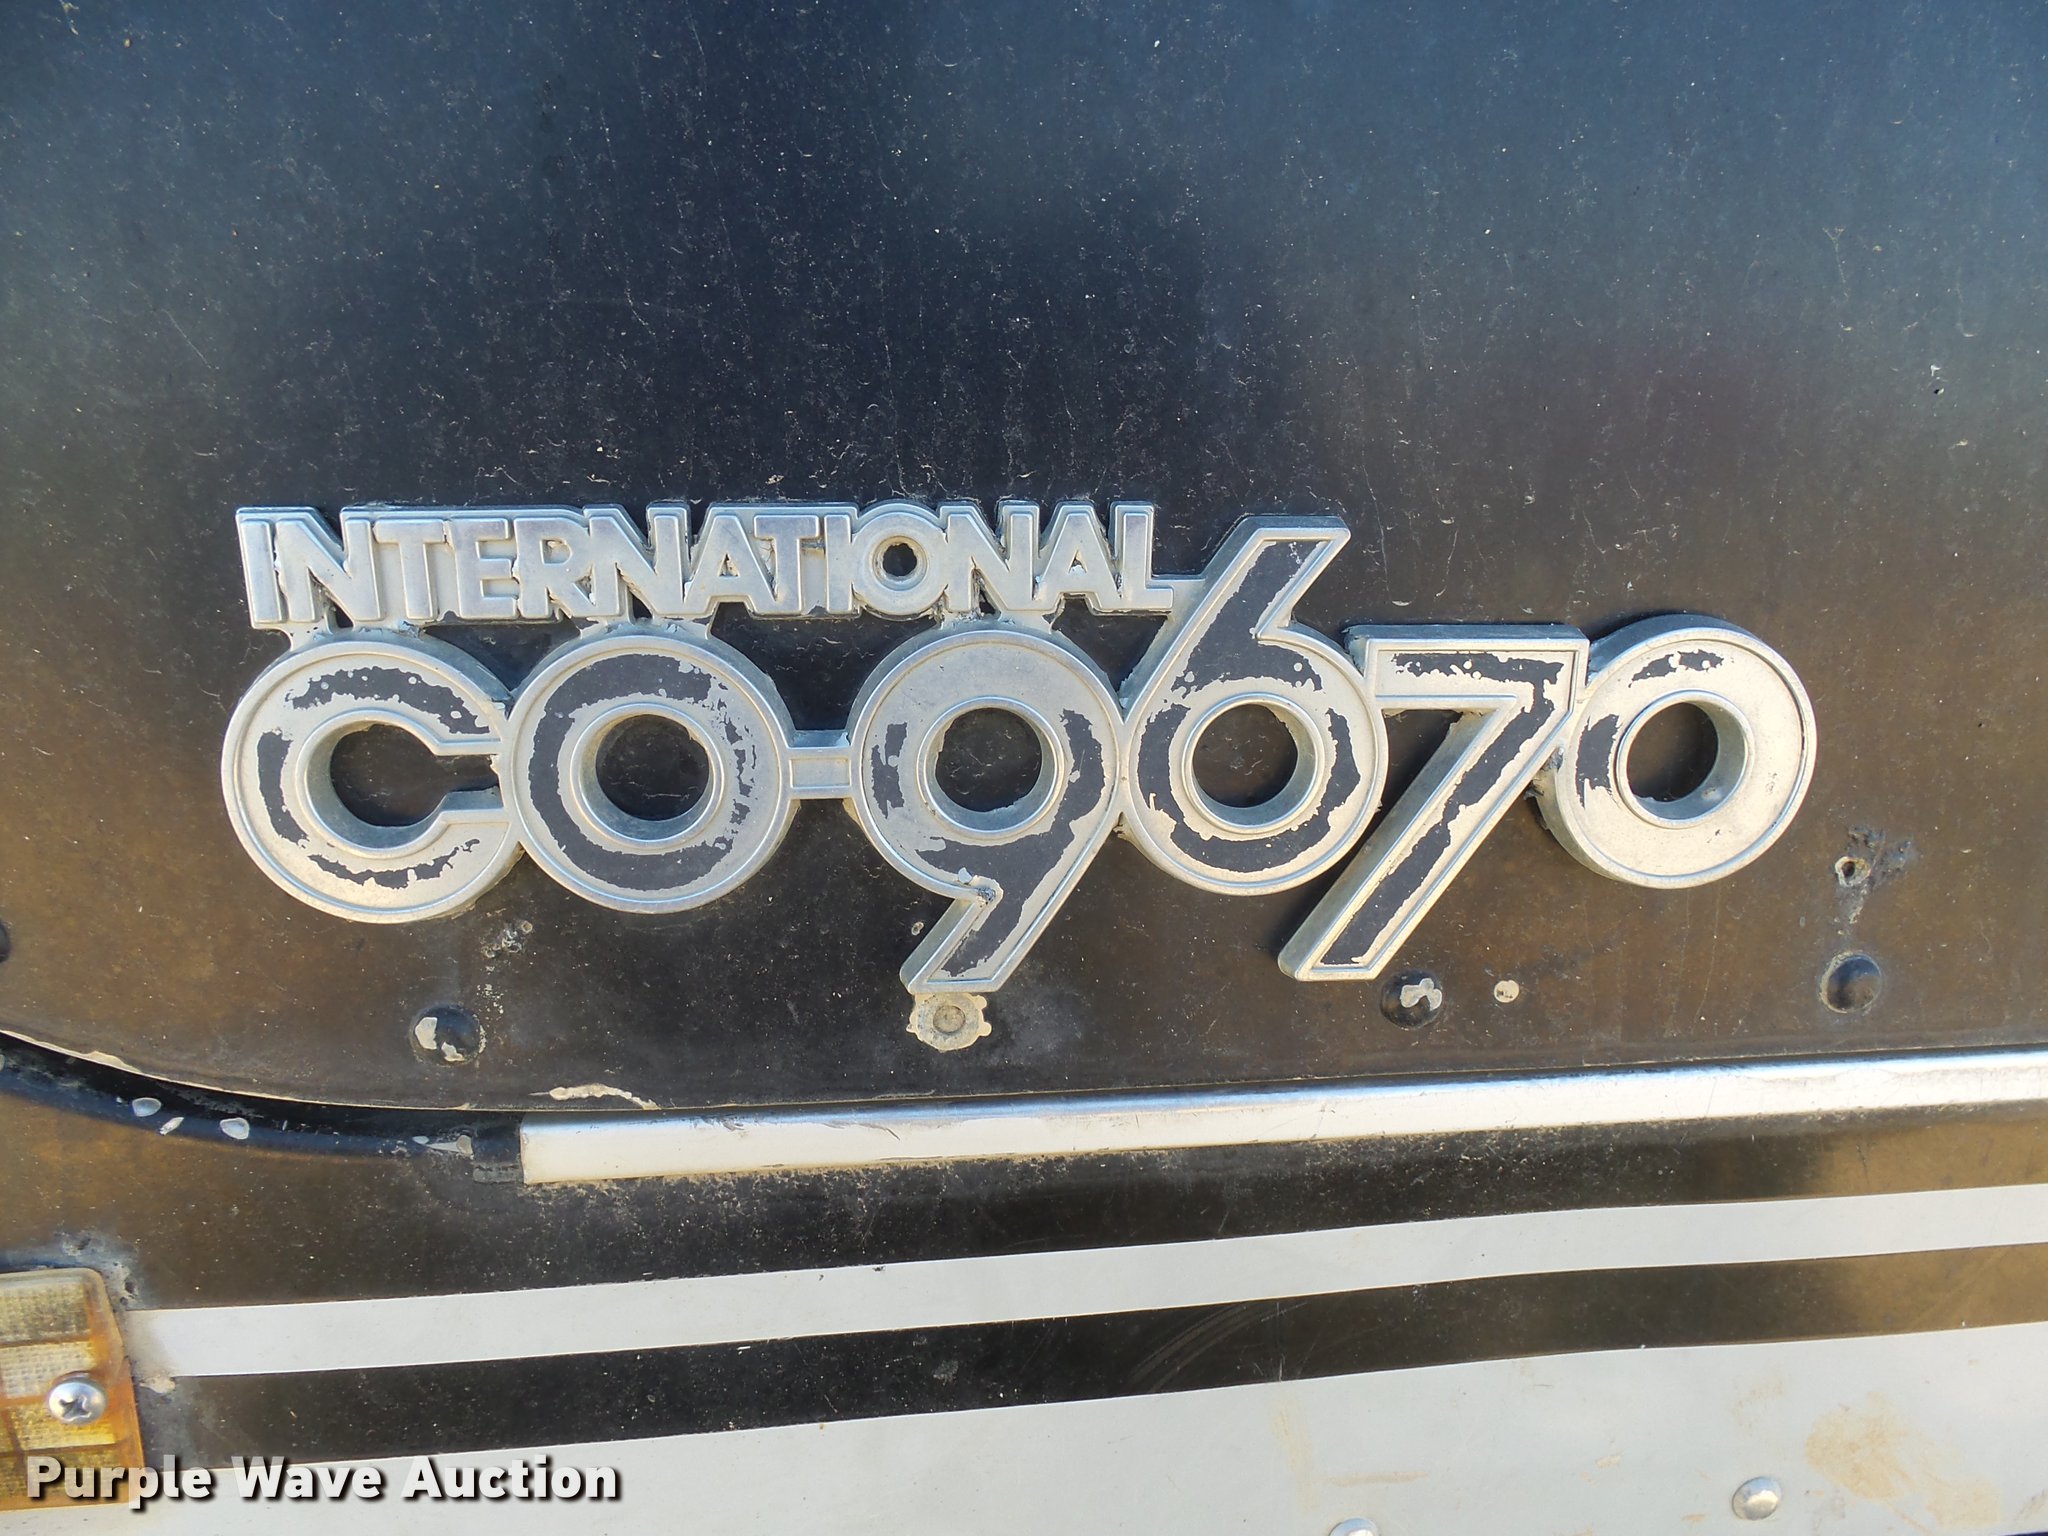 INTERNATIONAL
CO-9670
Purple Wave Auction